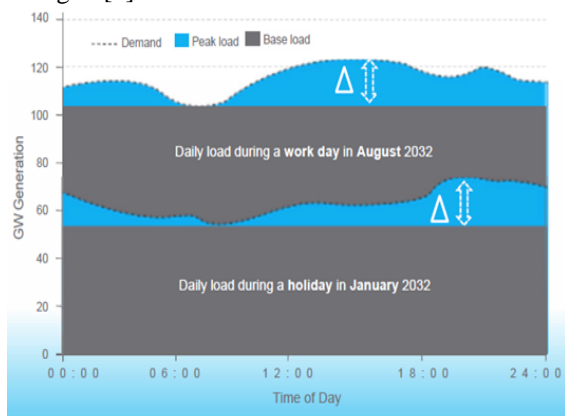 Demand Peak load Base load
140
120
100
80
60
40
20
0
GW Generation
Δ
Daily load during a work day in August 2032
Δ
Daily load during a holiday in January 2032
00:00 06:00 12:00 18:00 24:00
Time of Day